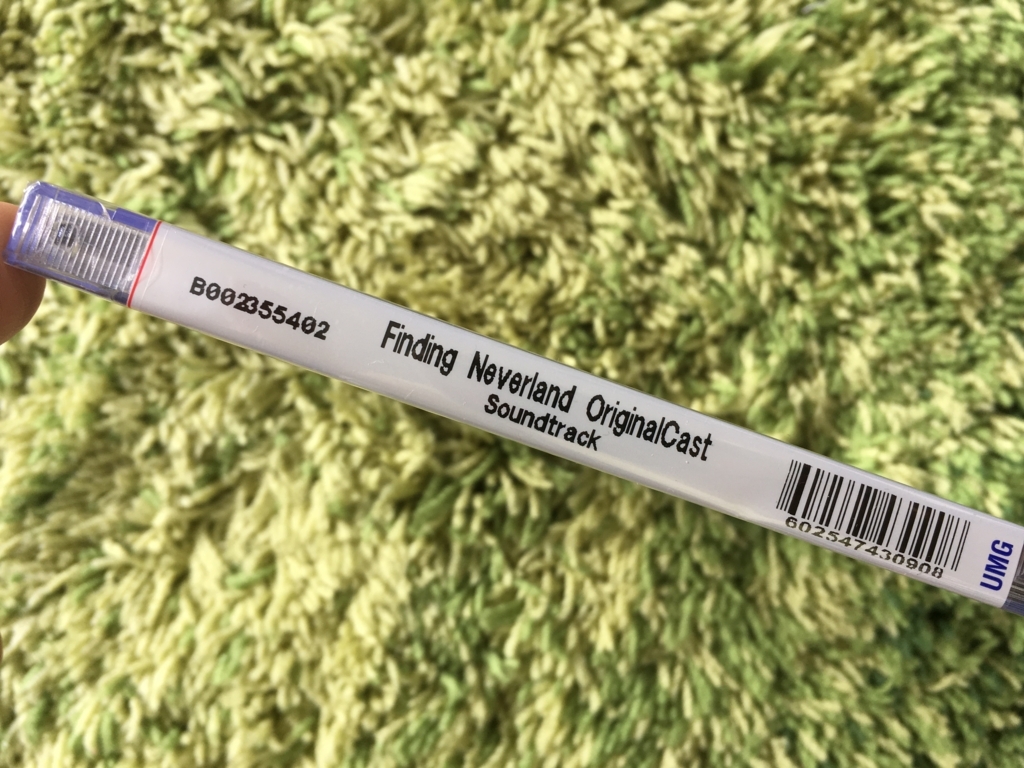 B002355402
Finding Neverland OriginalCast
Soundtrack
602547430908
UMG